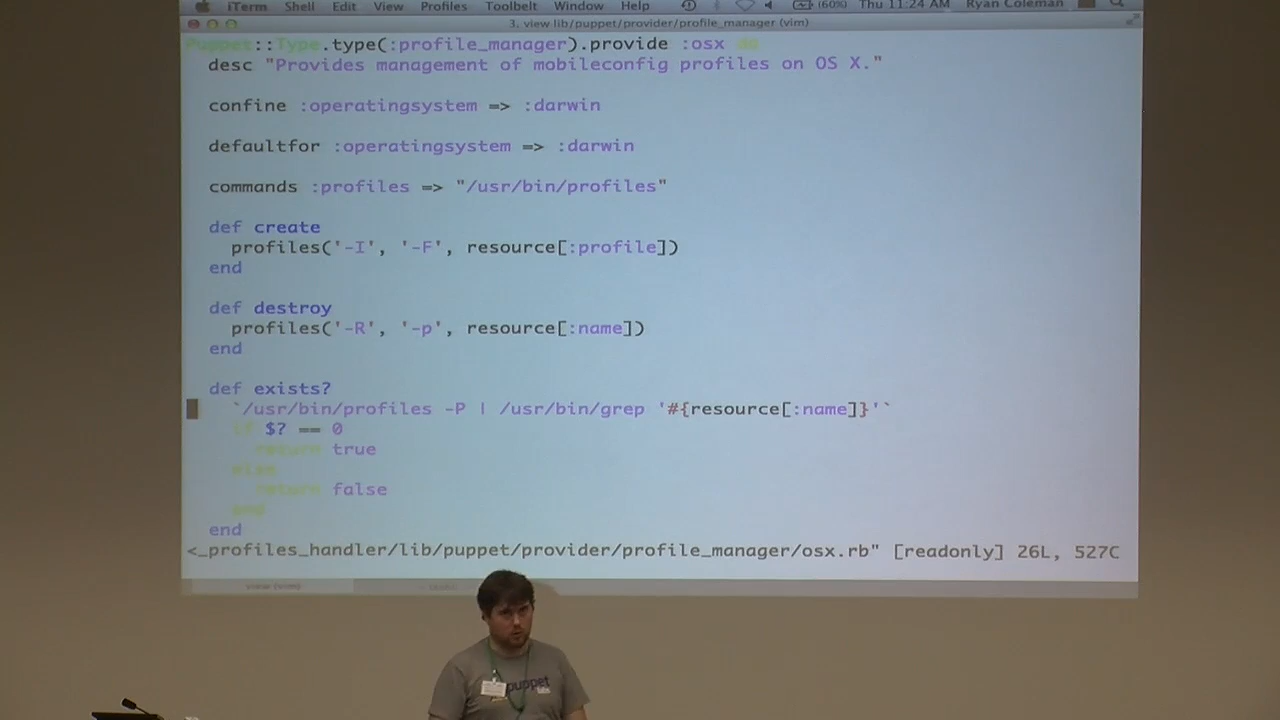 iTerm Shell Edit View Profiles Toolbelt Window Help (60%) Thu 11:24 AM Ryan Coleman
3. view lib/puppet/provider/profile_manager (vim)
Puppet::Type.type(:profile_manager).provide :osx do
desc "Provides management of mobileconfig profiles on OS X."
confine :operatingsystem => :darwin
defaultfor :operatingsystem => :darwin
commands :profiles => "/usr/bin/profiles"
def create
profiles('-I', '-F', resource[:profile])
end
def destroy
profiles('-R', '-p', resource[:name])
end
def exists?
`/usr/bin/profiles -P | /usr/bin/grep '#{resource[:name]}'`
if $? == 0
return true
else
return false
end
end
<_profiles_handler/lib/puppet/provider/profile_manager/osx.rb" [readonly] 26L, 527C
puppet